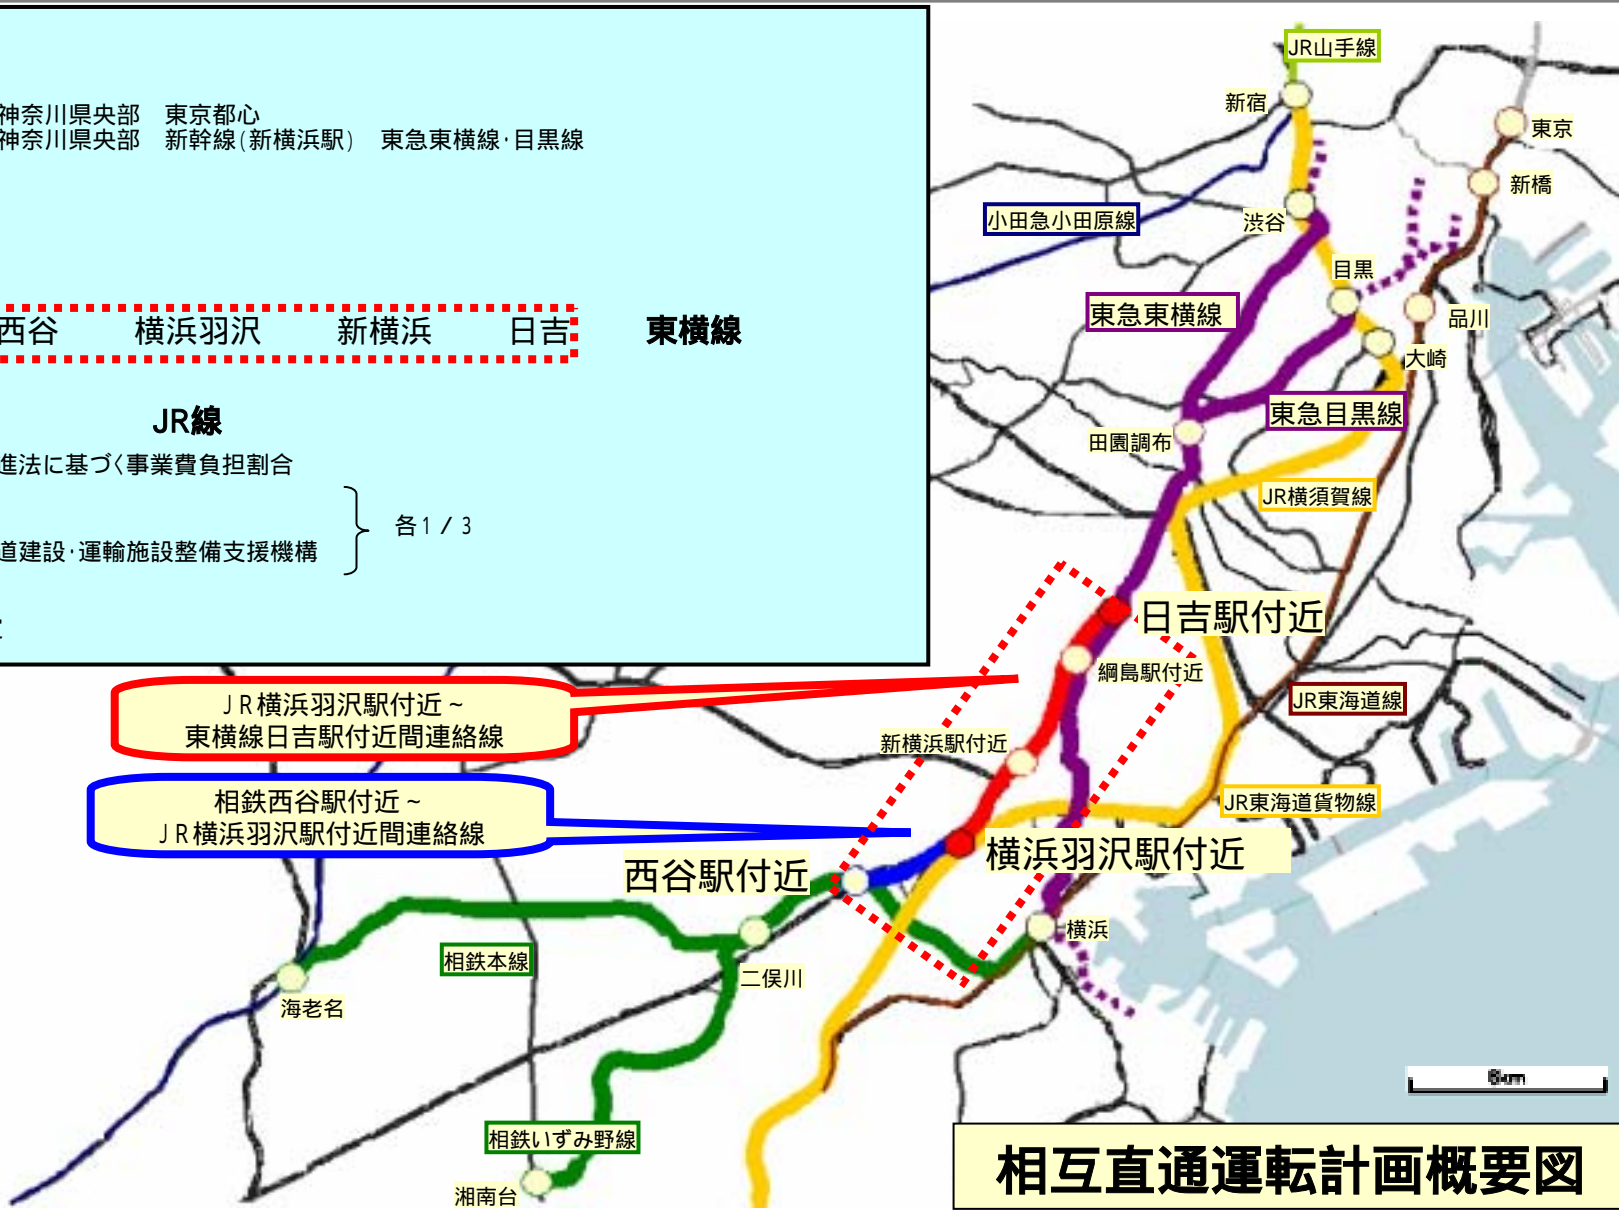 神奈川県央部　東京都心
神奈川県央部　新幹線(新横浜駅)　東急東横線･目黒線
西谷　横浜羽沢　新横浜　日吉　東横線
JR線
進法に基づく事業費負担割合
各1/3
道建設･運輸施設整備支援機構
JR横浜羽沢駅付近～
東横線日吉駅付近間連絡線
相鉄西谷駅付近～
JR横浜羽沢駅付近間連絡線
JR山手線
新宿
東京
新橋
小田急小田原線
渋谷
目黒
東急東横線
品川
大崎
東急目黒線
田園調布
JR横須賀線
日吉駅付近
綱島駅付近
JR東海道線
新横浜駅付近
JR東海道貨物線
横浜羽沢駅付近
西谷駅付近
横浜
相鉄本線
二俣川
海老名
6km
相鉄いずみ野線
湘南台
相互直通運転計画概要図